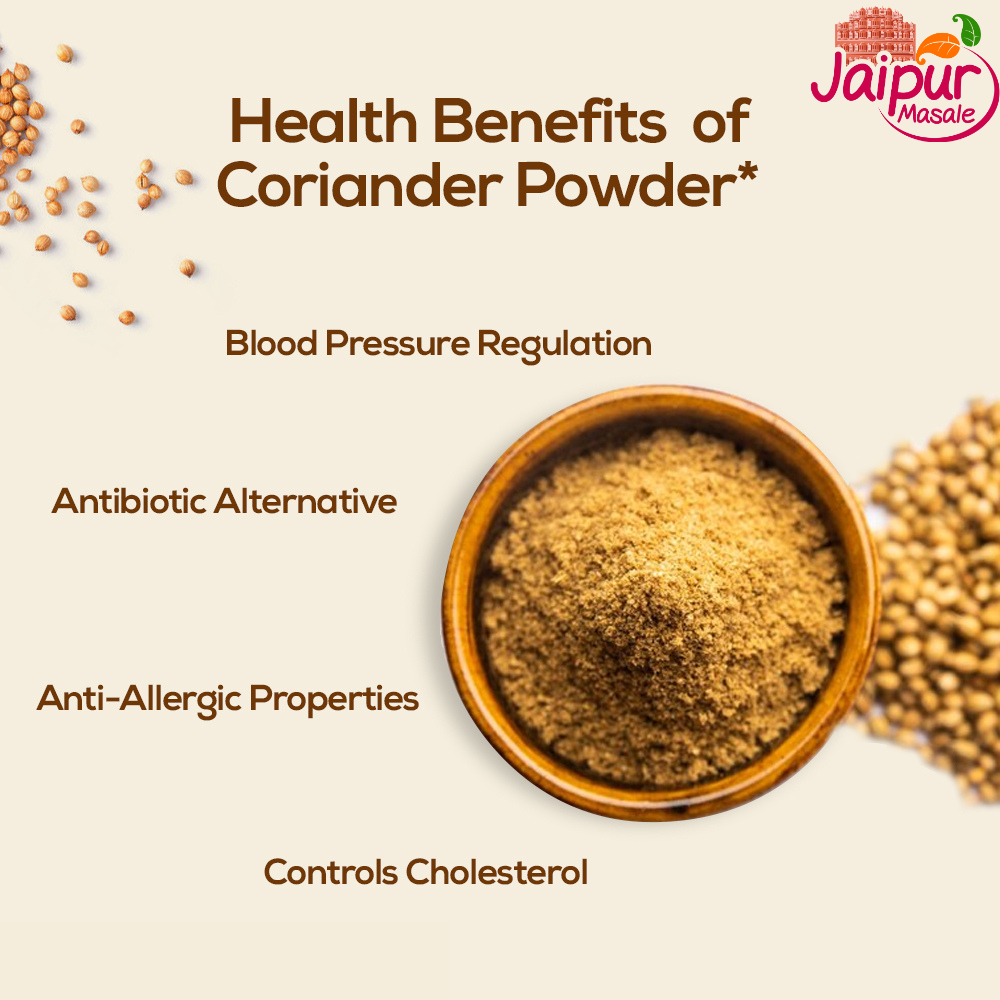 Jaipur
Masale
Health Benefits of
Coriander Powder*
Blood Pressure Regulation
Antibiotic Alternative
Anti-Allergic Properties
Controls Cholesterol